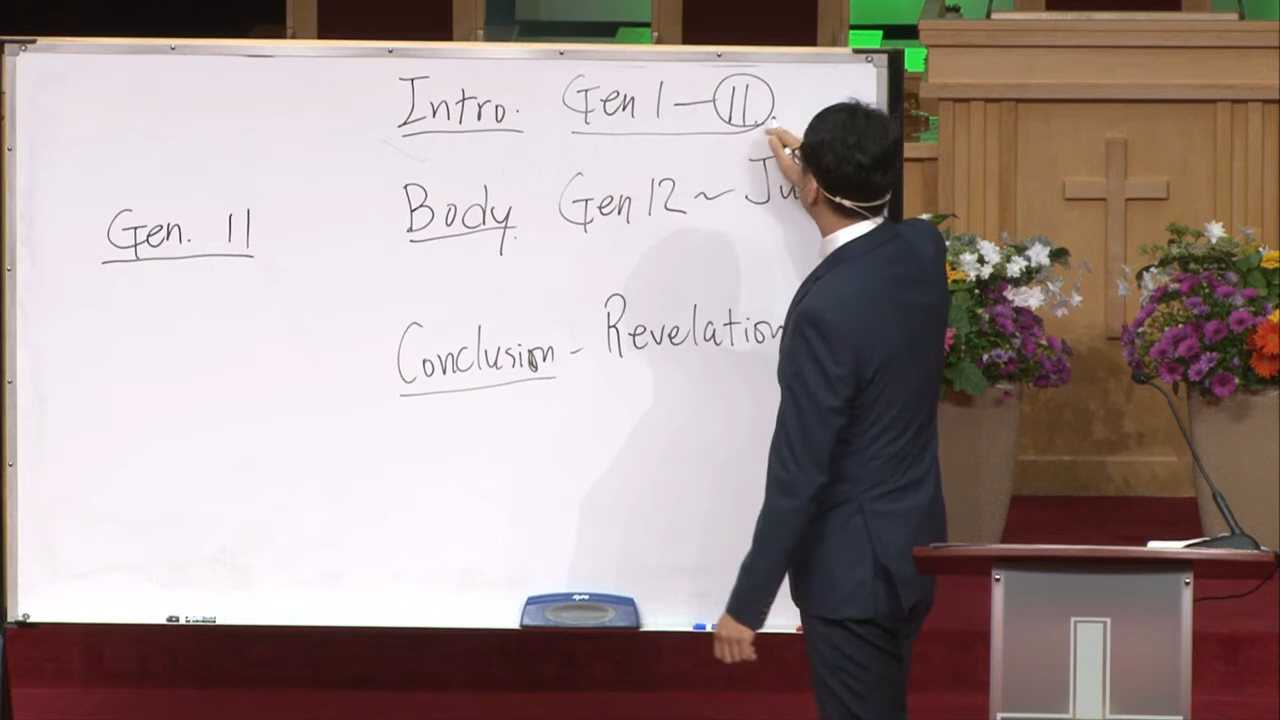 Intro. Gen 1 — 11.
Body. Gen 12 ~ Ju
Gen. 11
Conclusion - Revelation